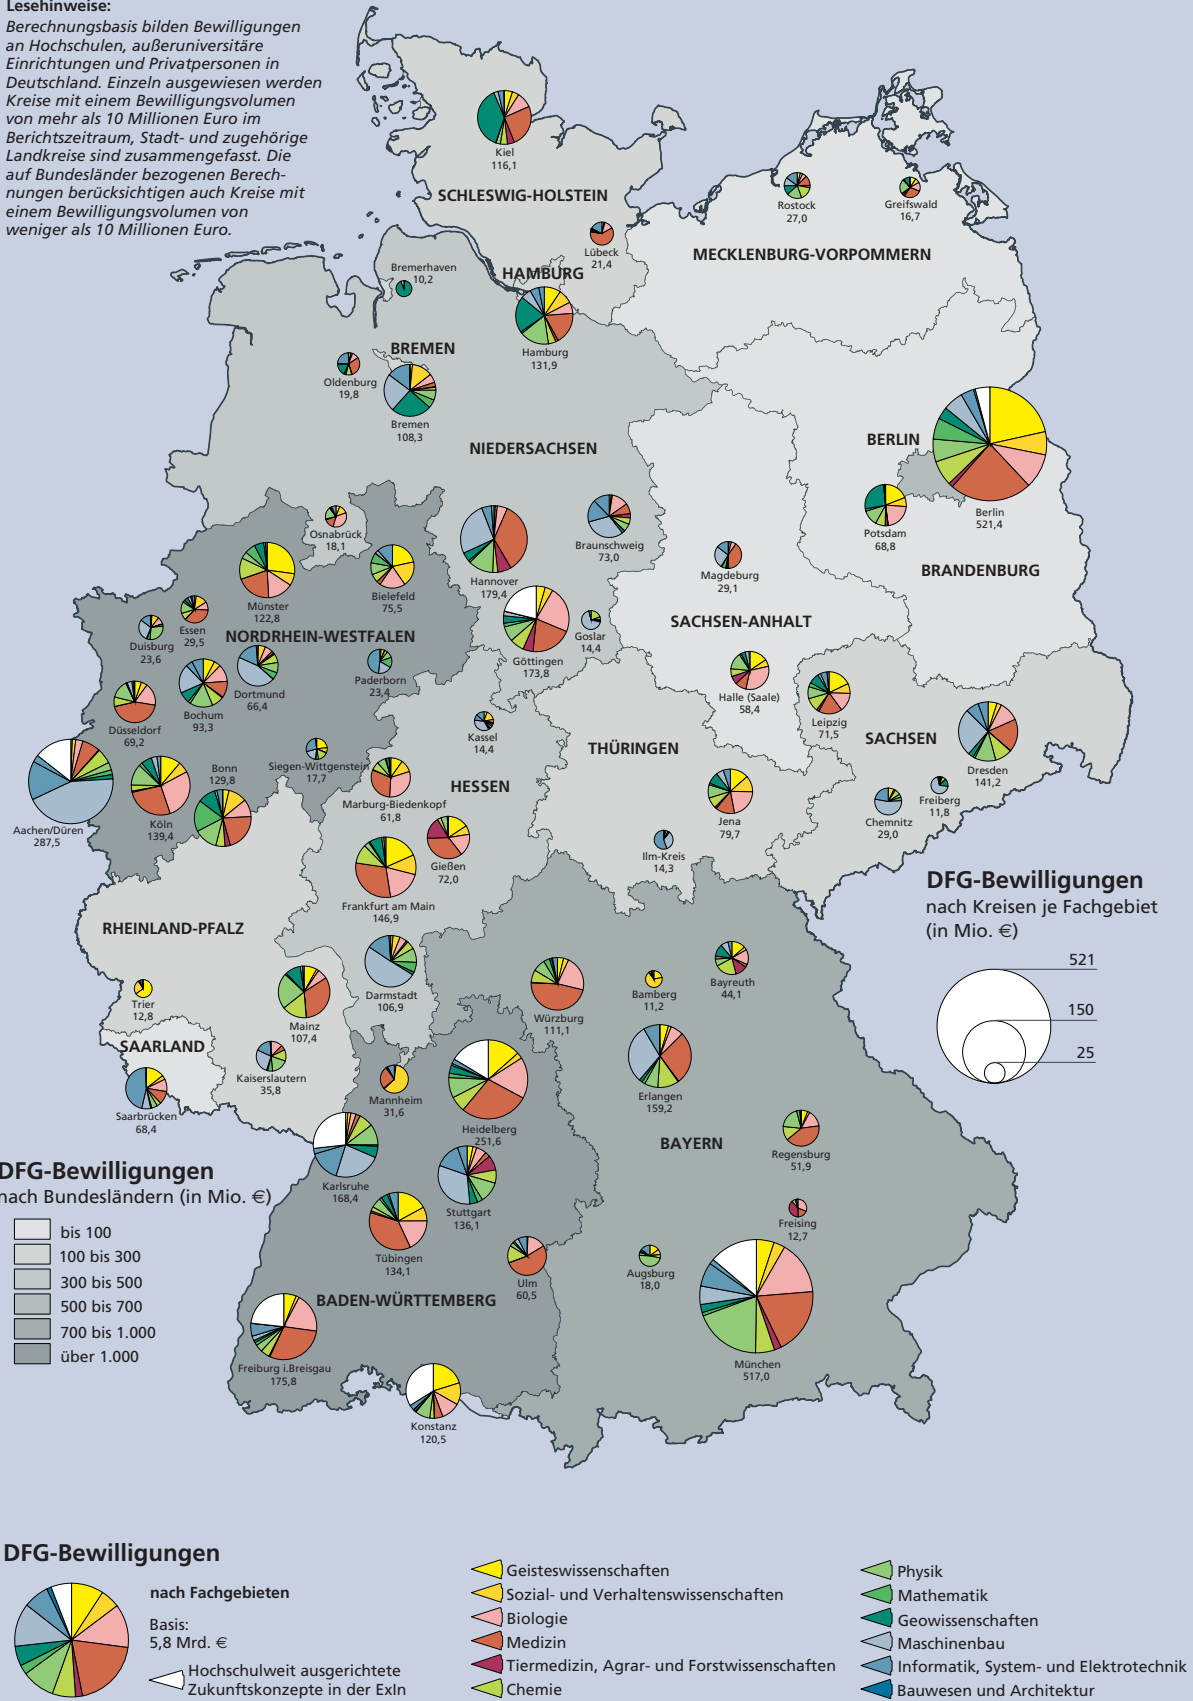 Lesehinweise:
Berechnungsbasis bilden Bewilligungen
an Hochschulen, außeruniversitäre
Einrichtungen und Privatpersonen in
Deutschland. Einzeln ausgewiesen werden
Kreise mit einem Bewilligungsvolumen
von mehr als 10 Millionen Euro im
Berichtszeitraum, Stadt- und zugehörige
Landkreise sind zusammengefasst. Die
auf Bundesländer bezogenen Berech-
nungen berücksichtigen auch Kreise mit
einem Bewilligungsvolumen von
weniger als 10 Millionen Euro.
Kiel
116,1
SCHLESWIG-HOLSTEIN
Rostock
27,0
Greifswald
16,7
Lübeck
21,4
MECKLENBURG-VORPOMMERN
Bremerhaven
10,2
HAMBURG
Hamburg
131,9
BREMEN
Oldenburg
19,8
Bremen
108,3
NIEDERSACHSEN
BERLIN
Berlin
521,4
Potsdam
68,8
BRANDENBURG
Osnabrück
18,1
Hannover
179,4
Braunschweig
73,0
Magdeburg
29,1
Münster
122,8
Bielefeld
75,5
SACHSEN-ANHALT
Essen
29,5
NORDRHEIN-WESTFALEN
Duisburg
23,6
Göttingen
173,8
Goslar
14,4
Paderborn
23,4
Dortmund
66,4
Bochum
93,3
Halle (Saale)
58,4
Leipzig
71,5
Düsseldorf
69,2
Kassel
14,4
THÜRINGEN
SACHSEN
Dresden
141,2
Siegen-Wittgenstein
17,7
Bonn
129,8
HESSEN
Marburg-Biedenkopf
61,8
Aachen/Düren
287,5
Köln
139,4
Jena
79,7
Freiberg
11,8
Chemnitz
29,0
Ilm-Kreis
14,3
Gießen
72,0
Frankfurt am Main
146,9
DFG-Bewilligungen
nach Kreisen je Fachgebiet
(in Mio. €)
521
150
25
RHEINLAND-PFALZ
Trier
12,8
Darmstadt
106,9
Mainz
107,4
Würzburg
111,1
Bamberg
11,2
Bayreuth
44,1
SAARLAND
Kaiserslautern
35,8
Saarbrücken
68,4
Mannheim
31,6
Heidelberg
251,6
Erlangen
159,2
BAYERN
Regensburg
51,9
DFG-Bewilligungen
nach Bundesländern (in Mio. €)
bis 100
100 bis 300
300 bis 500
500 bis 700
700 bis 1.000
über 1.000
Karlsruhe
168,4
Stuttgart
136,1
Freising
12,7
Tübingen
134,1
Ulm
60,5
Augsburg
18,0
BADEN-WÜRTTEMBERG
München
517,0
Freiburg i.Breisgau
175,8
Konstanz
120,5
DFG-Bewilligungen
nach Fachgebieten
Basis:
5,8 Mrd. €
Hochschulweit ausgerichtete
Zukunftskonzepte in der ExIn
Geisteswissenschaften
Sozial- und Verhaltenswissenschaften
Biologie
Medizin
Tiermedizin, Agrar- und Forstwissenschaften
Chemie
Physik
Mathematik
Geowissenschaften
Maschinenbau
Informatik, System- und Elektrotechnik
Bauwesen und Architektur